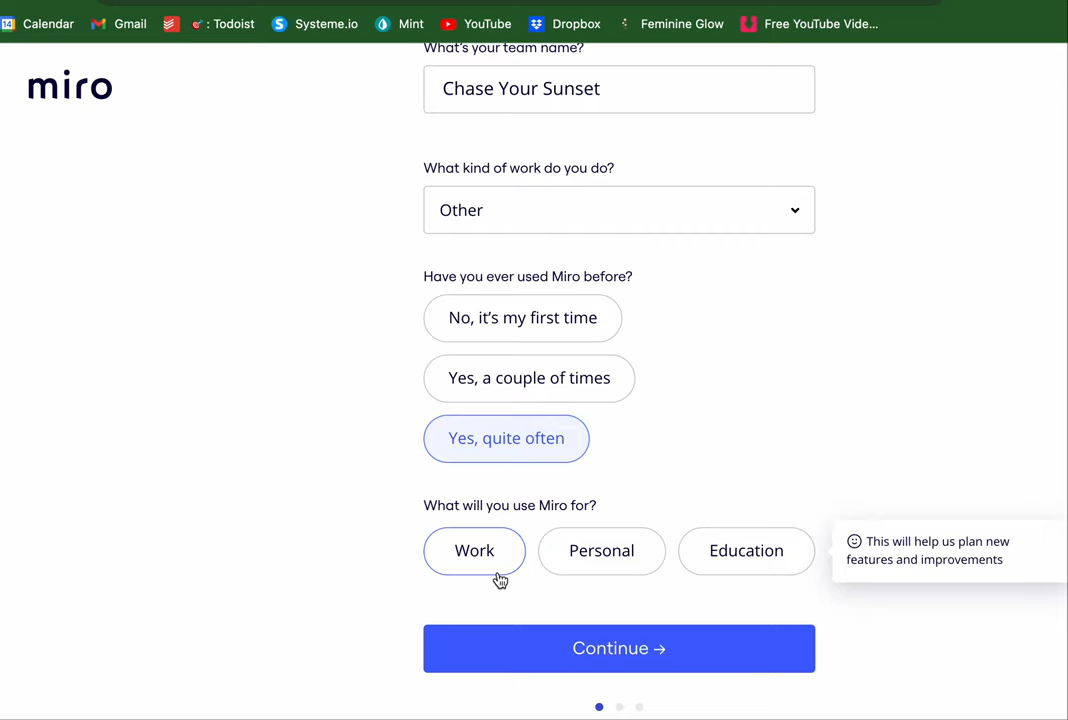 14 Calendar Gmail : Todoist S Systeme.io Mint YouTube Dropbox Feminine Glow Free YouTube Vide...
What's your team name?
miro
Chase Your Sunset
What kind of work do you do?
Other
Have you ever used Miro before?
No, it's my first time
Yes, a couple of times
Yes, quite often
What will you use Miro for?
Work Personal Education
This will help us plan new
features and improvements
Continue →